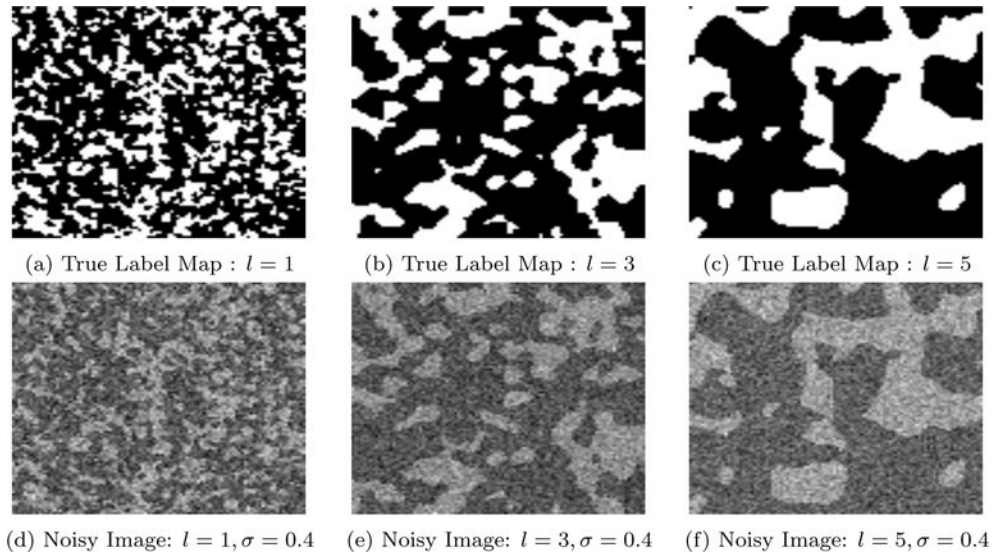 (a) True Label Map : l = 1
(b) True Label Map : l = 3
(c) True Label Map : l = 5
(d) Noisy Image: l = 1, σ = 0.4
(e) Noisy Image: l = 3, σ = 0.4
(f) Noisy Image: l = 5, σ = 0.4